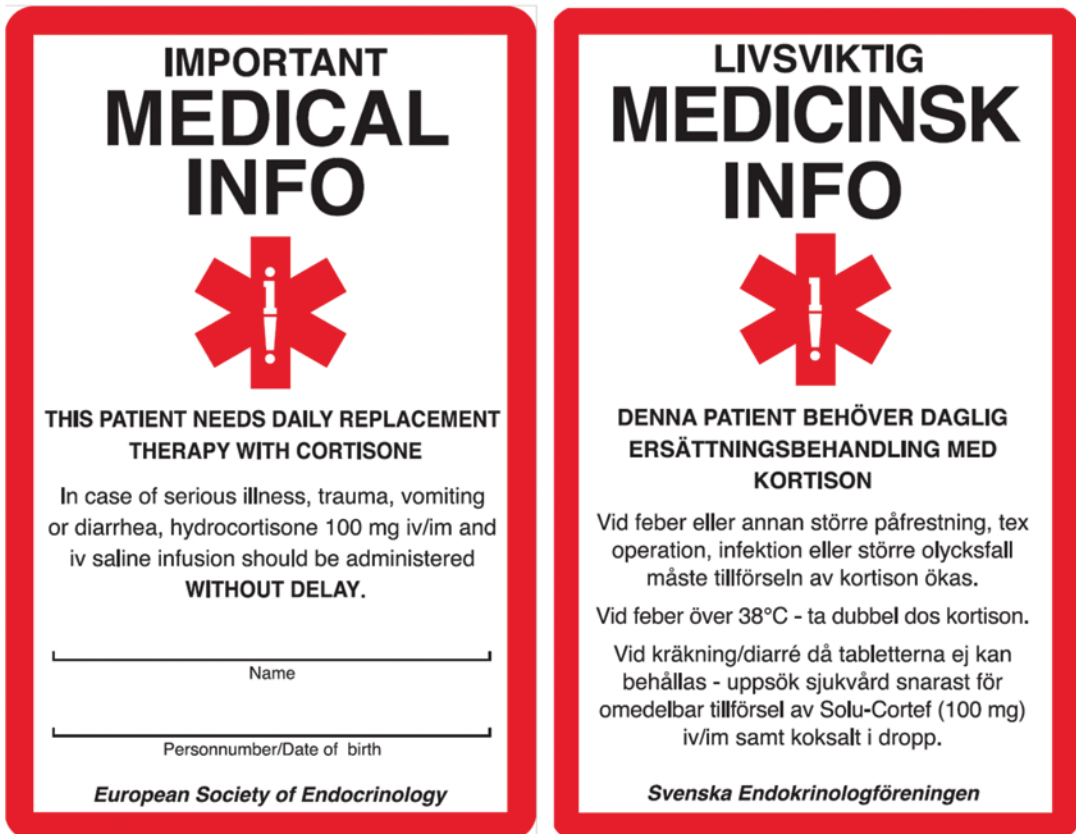 IMPORTANT
MEDICAL
INFO
THIS PATIENT NEEDS DAILY REPLACEMENT
THERAPY WITH CORTISONE
In case of serious illness, trauma, vomiting
or diarrhea, hydrocortisone 100 mg iv/im and
iv saline infusion should be administered
WITHOUT DELAY.
Name
Personnumber/Date of birth
European Society of Endocrinology
LIVSVIKTIG
MEDICINSK
INFO
DENNA PATIENT BEHÖVER DAGLIG
ERSÄTTNINGSBEHANDLING MED
KORTISON
Vid feber eller annan större påfrestning, tex
operation, infektion eller större olycksfall
måste tillförseln av kortison ökas.
Vid feber över 38°C - ta dubbel dos kortison.
Vid kräkning/diarré då tabletterna ej kan
behållas - uppsök sjukvård snarast för
omedelbar tillförsel av Solu-Cortef (100 mg)
iv/im samt koksalt i dropp.
Svenska Endokrinologföreningen